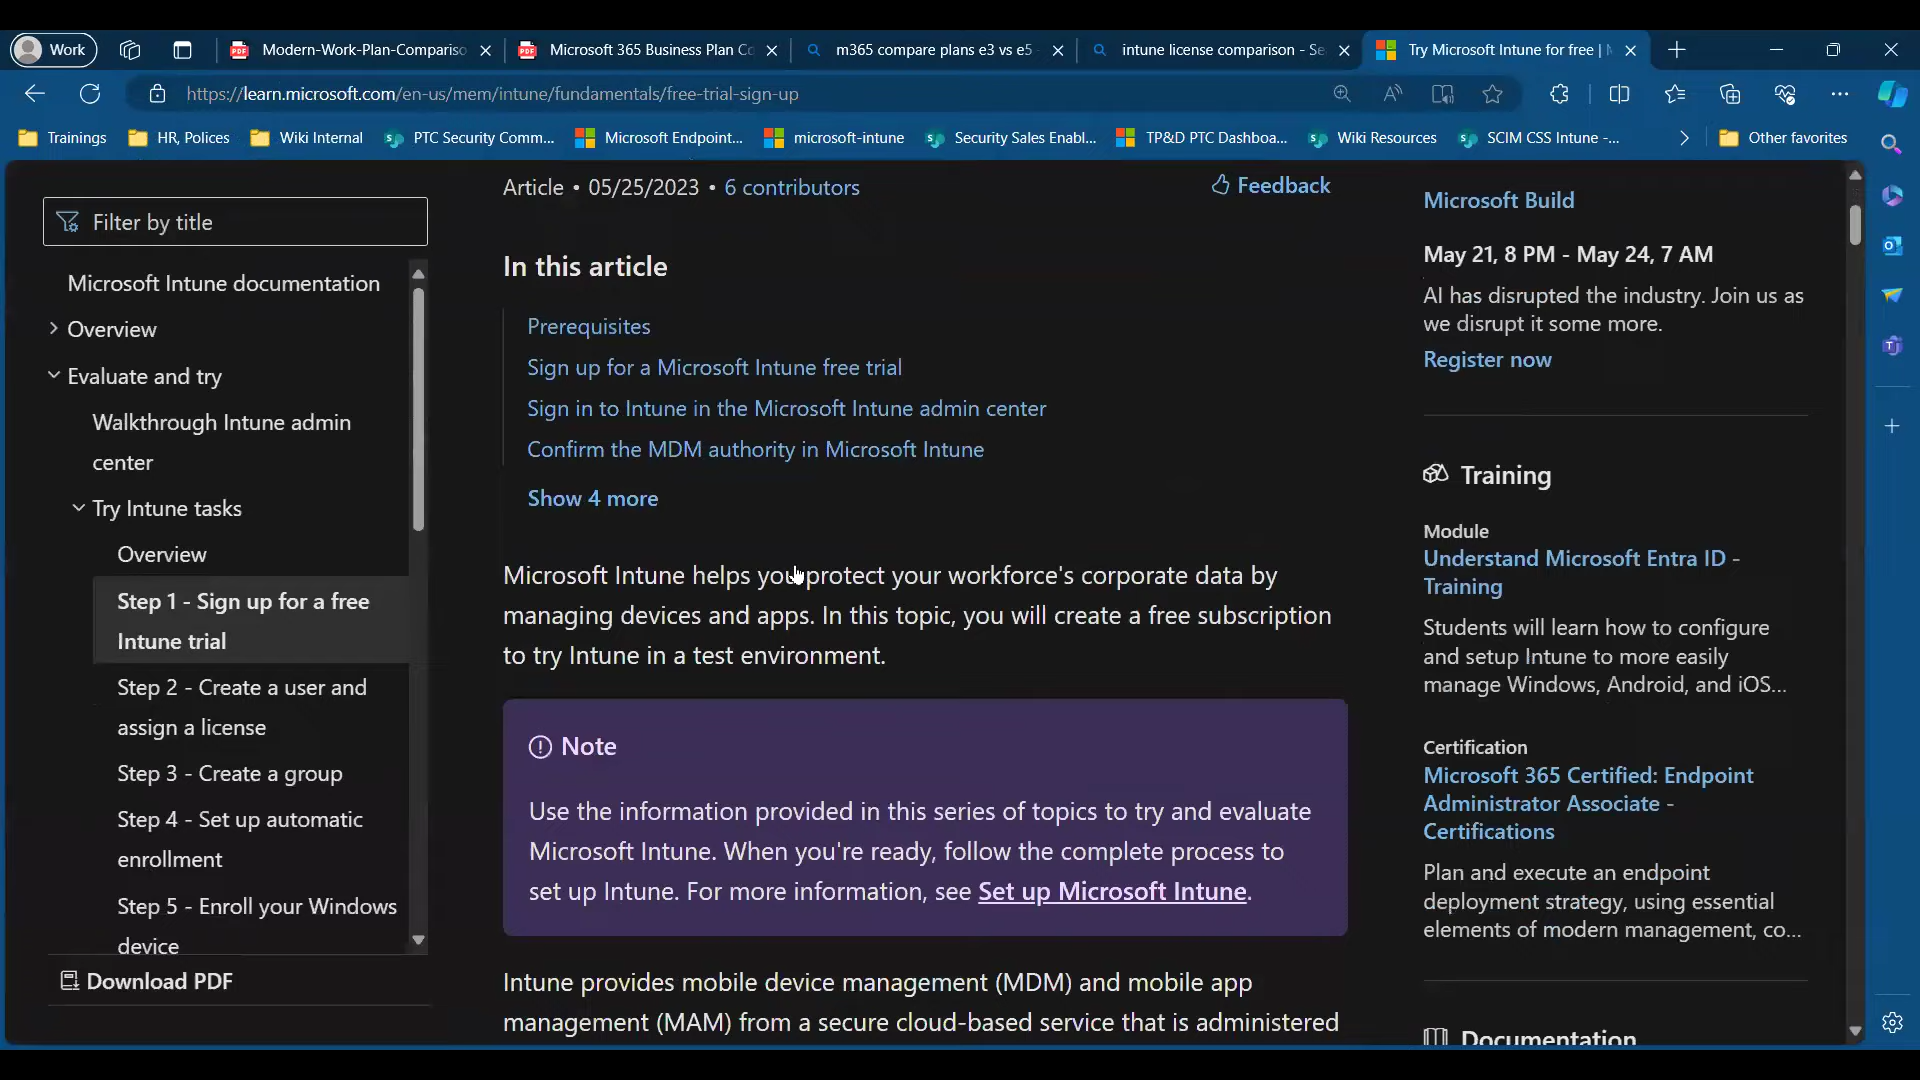 Work
Modern-Work-Plan-Compariso
Microsoft 365 Business Plan Co
m365 compare plans e3 vs e5 -
intune license comparison - Se
Try Microsoft Intune for free | M
https://learn.microsoft.com/en-us/mem/intune/fundamentals/free-trial-sign-up
Trainings
HR, Polices
Wiki Internal
PTC Security Comm...
Microsoft Endpoint...
microsoft-intune
Security Sales Enabl...
TP&D PTC Dashboa...
Wiki Resources
SCIM CSS Intune -...
Other favorites
Filter by title
Microsoft Intune documentation
Overview
Evaluate and try
Walkthrough Intune admin
center
Try Intune tasks
Overview
Step 1 - Sign up for a free
Intune trial
Step 2 - Create a user and
assign a license
Step 3 - Create a group
Step 4 - Set up automatic
enrollment
Step 5 - Enroll your Windows
device
Download PDF
Article • 05/25/2023 • 6 contributors
Feedback
In this article
Prerequisites
Sign up for a Microsoft Intune free trial
Sign in to Intune in the Microsoft Intune admin center
Confirm the MDM authority in Microsoft Intune
Show 4 more
Microsoft Intune helps you protect your workforce's corporate data by
managing devices and apps. In this topic, you will create a free subscription
to try Intune in a test environment.
Note
Use the information provided in this series of topics to try and evaluate
Microsoft Intune. When you're ready, follow the complete process to
set up Intune. For more information, see Set up Microsoft Intune.
Intune provides mobile device management (MDM) and mobile app
management (MAM) from a secure cloud-based service that is administered
Microsoft Build
May 21, 8 PM - May 24, 7 AM
AI has disrupted the industry. Join us as
we disrupt it some more.
Register now
Training
Module
Understand Microsoft Entra ID -
Training
Students will learn how to configure
and setup Intune to more easily
manage Windows, Android, and iOS...
Certification
Microsoft 365 Certified: Endpoint
Administrator Associate -
Certifications
Plan and execute an endpoint
deployment strategy, using essential
elements of modern management, co...
Documentation